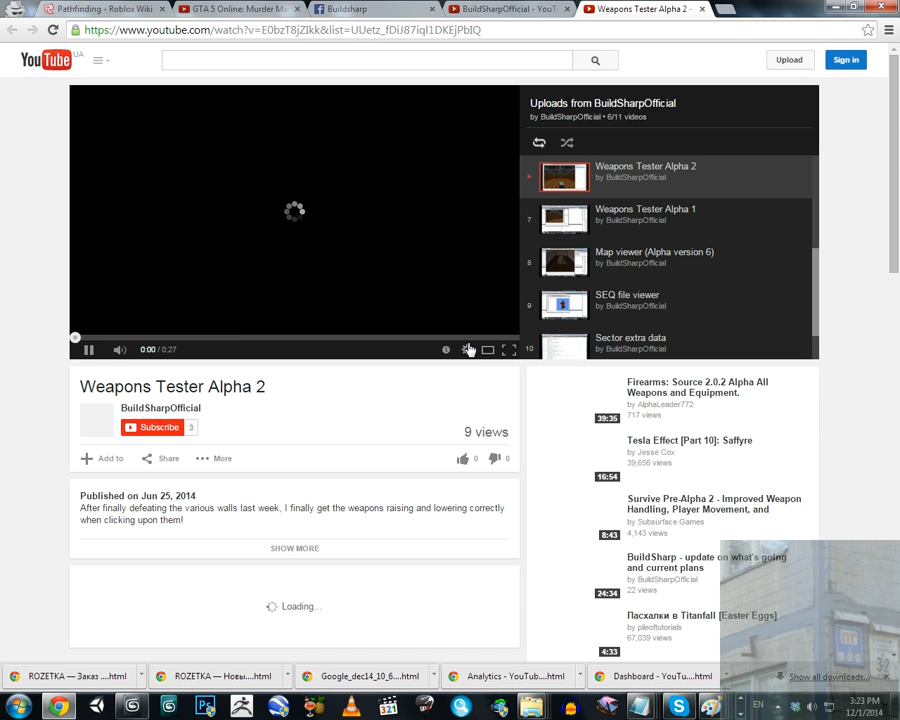 Pathfinding - Roblox Wiki
GTA 5 Online: Murder M
Buildsharp
BuildSharpOfficial - YouT
Weapons Tester Alpha 2 -
https://www.youtube.com/watch?v=E0bzT8jZIkk&list=UUetz_fDiJ87iql1DKEjPbIQ
YouTube UA
Upload
Sign in
Uploads from BuildSharpOfficial
by BuildSharpOfficial • 6/11 videos
Weapons Tester Alpha 2
by BuildSharpOfficial
7
Weapons Tester Alpha 1
by BuildSharpOfficial
8
Map viewer (Alpha version 6)
by BuildSharpOfficial
9
SEQ file viewer
by BuildSharpOfficial
10
Sector extra data
by BuildSharpOfficial
0:00 / 0:27
Weapons Tester Alpha 2
BuildSharpOfficial
Subscribe 3
9 views
Add to
Share
More
0
0
Published on Jun 25, 2014
After finally defeating the various walls last week, I finally get the weapons raising and lowering correctly
when clicking upon them!
SHOW MORE
Loading...
Firearms: Source 2.0.2 Alpha All
Weapons and Equipment.
by AlphaLeader772
717 views
39:35
Tesla Effect [Part 10]: Saffyre
by Jesse Cox
39,656 views
16:54
Survive Pre-Alpha 2 - Improved Weapon
Handling, Player Movement, and
by Subsurface Games
4,143 views
8:43
BuildSharp - update on what's going
and current plans
by BuildSharpOfficial
22 views
24:34
Пасхалки в Titanfall [Easter Eggs]
by pileoftutorials
67,039 views
4:33
ROZETKA — Заказ ....html
ROZETKA — Новы....html
Google_dec14_10_6....html
Analytics - YouTub....html
Dashboard - YouTu....html
Show all downloads...
321
EN
3:23 PM
12/1/2014